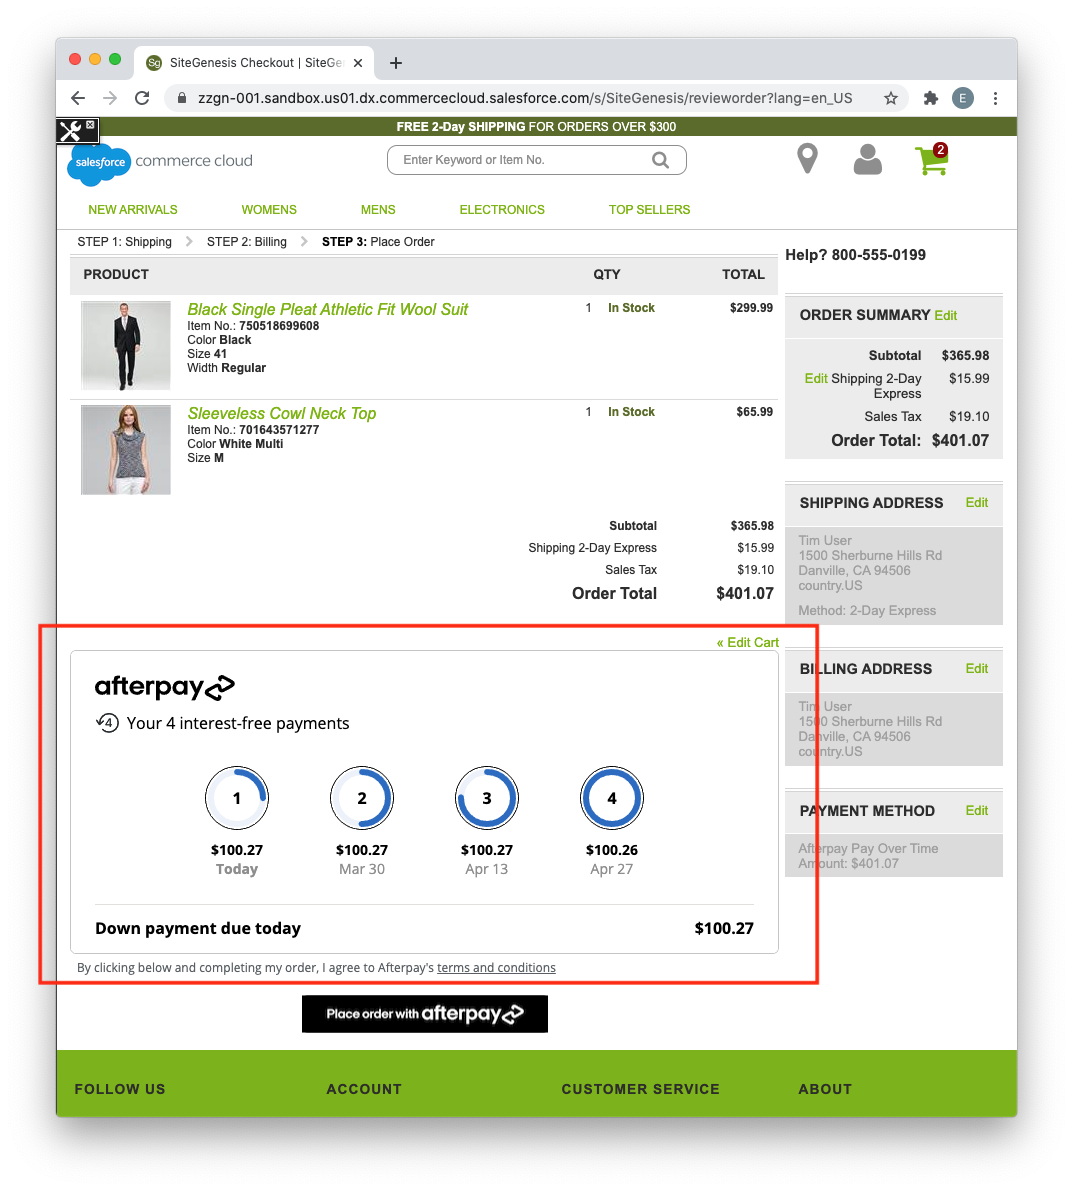 SiteGenesis Checkout | SiteGe
zzgn-001.sandbox.us01.dx.commercecloud.salesforce.com/s/SiteGenesis/revieworder?lang=en_US
E
FREE 2-Day SHIPPING FOR ORDERS OVER $300
salesforce commerce cloud
Enter Keyword or Item No.
2
NEW ARRIVALS WOMENS MENS ELECTRONICS TOP SELLERS
STEP 1: Shipping STEP 2: Billing STEP 3: Place Order
PRODUCT QTY TOTAL
Black Single Pleat Athletic Fit Wool Suit 1 In Stock $299.99
Item No.: 750518699608
Color Black
Size 41
Width Regular
Sleeveless Cowl Neck Top 1 In Stock $65.99
Item No.: 701643571277
Color White Multi
Size M
Subtotal $365.98
Shipping 2-Day Express $15.99
Sales Tax $19.10
Order Total $401.07
« Edit Cart
afterpay
4 Your 4 interest-free payments
1 2 3 4
$100.27 $100.27 $100.27 $100.26
Today Mar 30 Apr 13 Apr 27
Down payment due today $100.27
By clicking below and completing my order, I agree to Afterpay's terms and conditions
Place order with afterpay
Help? 800-555-0199
ORDER SUMMARY Edit
Subtotal $365.98
Edit Shipping 2-Day $15.99
Express
Sales Tax $19.10
Order Total: $401.07
SHIPPING ADDRESS Edit
Tim User
1500 Sherburne Hills Rd
Danville, CA 94506
country.US
Method: 2-Day Express
BILLING ADDRESS Edit
Tim User
1500 Sherburne Hills Rd
Danville, CA 94506
country.US
PAYMENT METHOD Edit
Afterpay Pay Over Time
Amount: $401.07
FOLLOW US ACCOUNT CUSTOMER SERVICE ABOUT